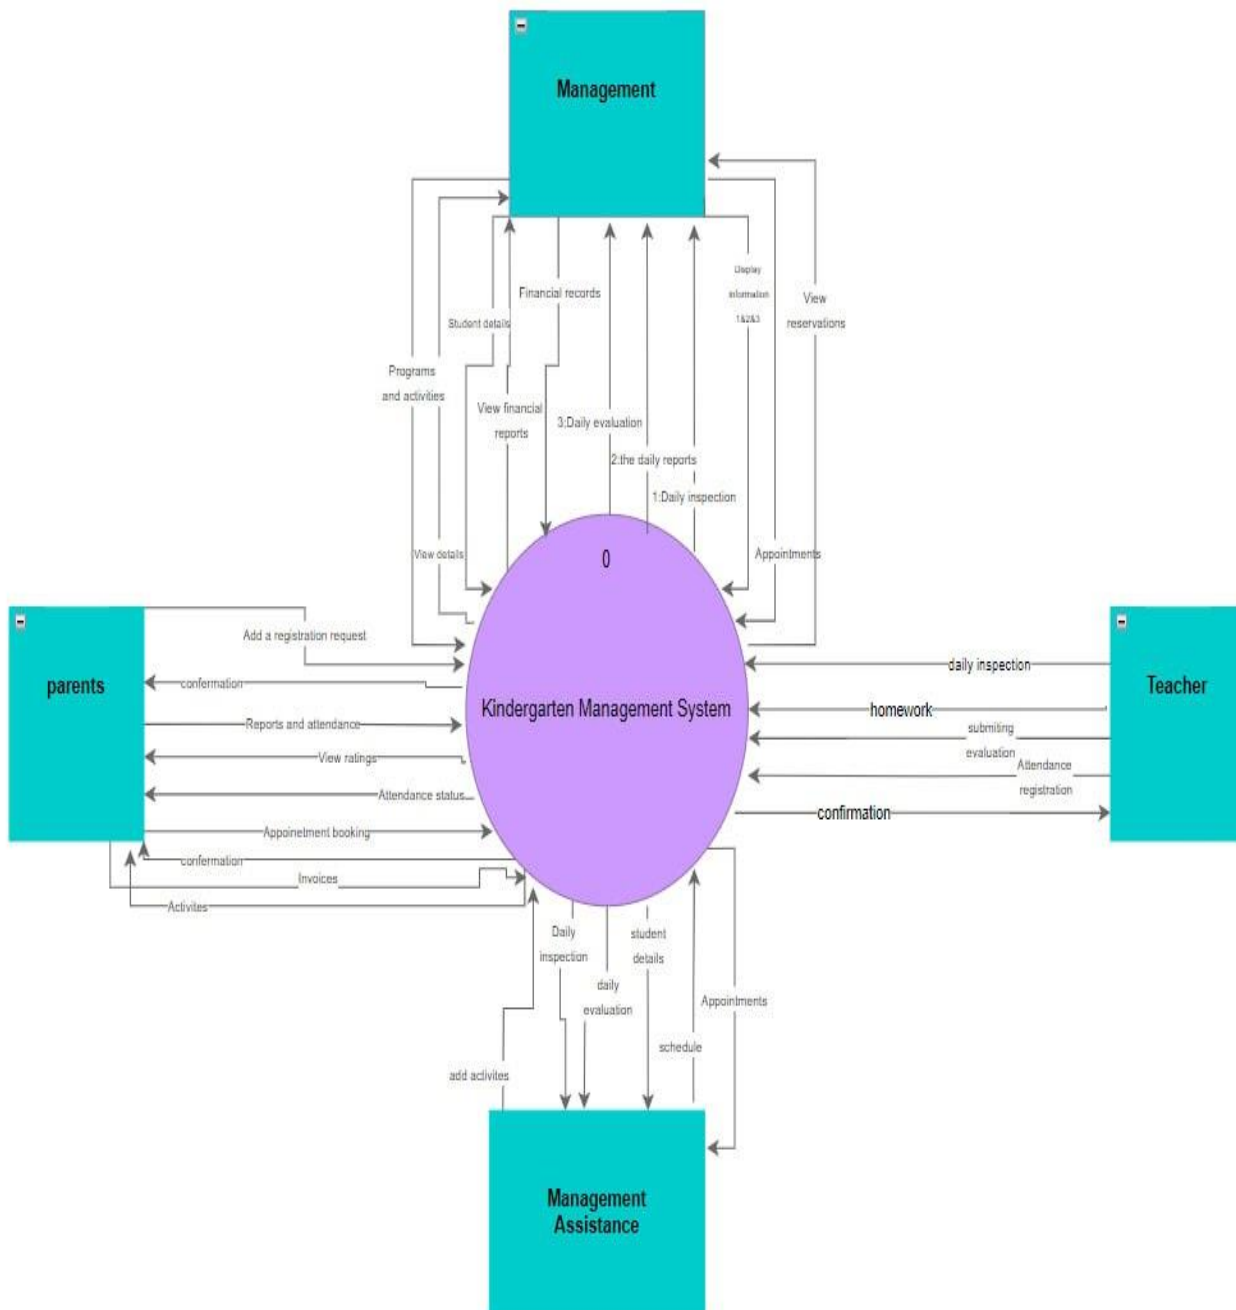 Management
Display
information
1&2&3
Financial records
View
reservations
Student details
Programs
and activities
View financial
reports
3:Daily evaluation
2:the daily reports
1:Daily inspection
View details
Appointments
0
Kindergarten Management System
parents
Add a registration request
confermation
Reports and attendance
View ratings
Attendance status
Appoinetment booking
confermation
Invoices
Activites
Teacher
daily inspection
homework
submiting
evaluation
Attendance
registration
confirmation
Daily
inspection
student
details
daily
evaluation
Appointments
schedule
add activites
Management
Assistance